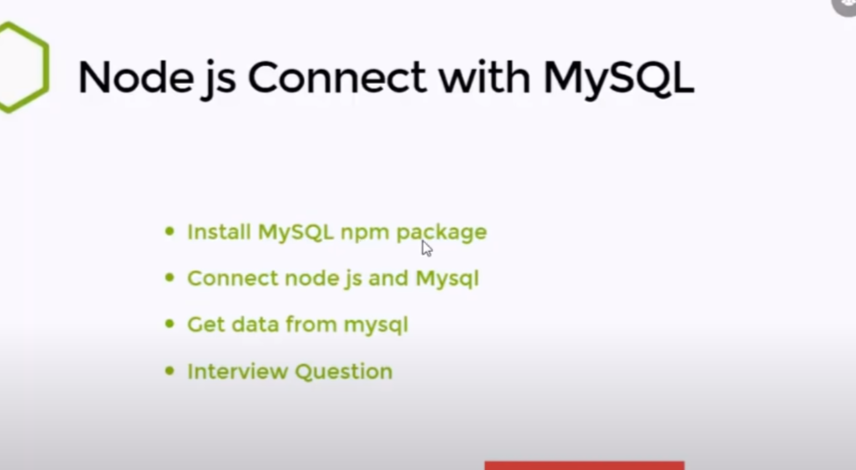 Node js Connect with MySQL
Install MySQL npm package
Connect node js and Mysql
Get data from mysql
Interview Question